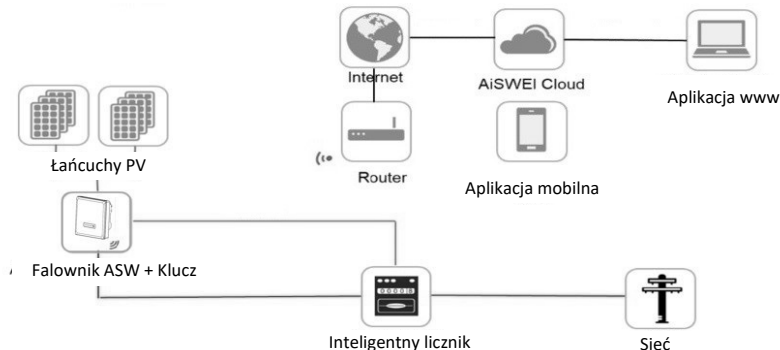 Internet
AiSWEI Cloud
Aplikacja www
Łańcuchy PV
Router
Aplikacja mobilna
Falownik ASW + Klucz
Inteligentny licznik
Sieć